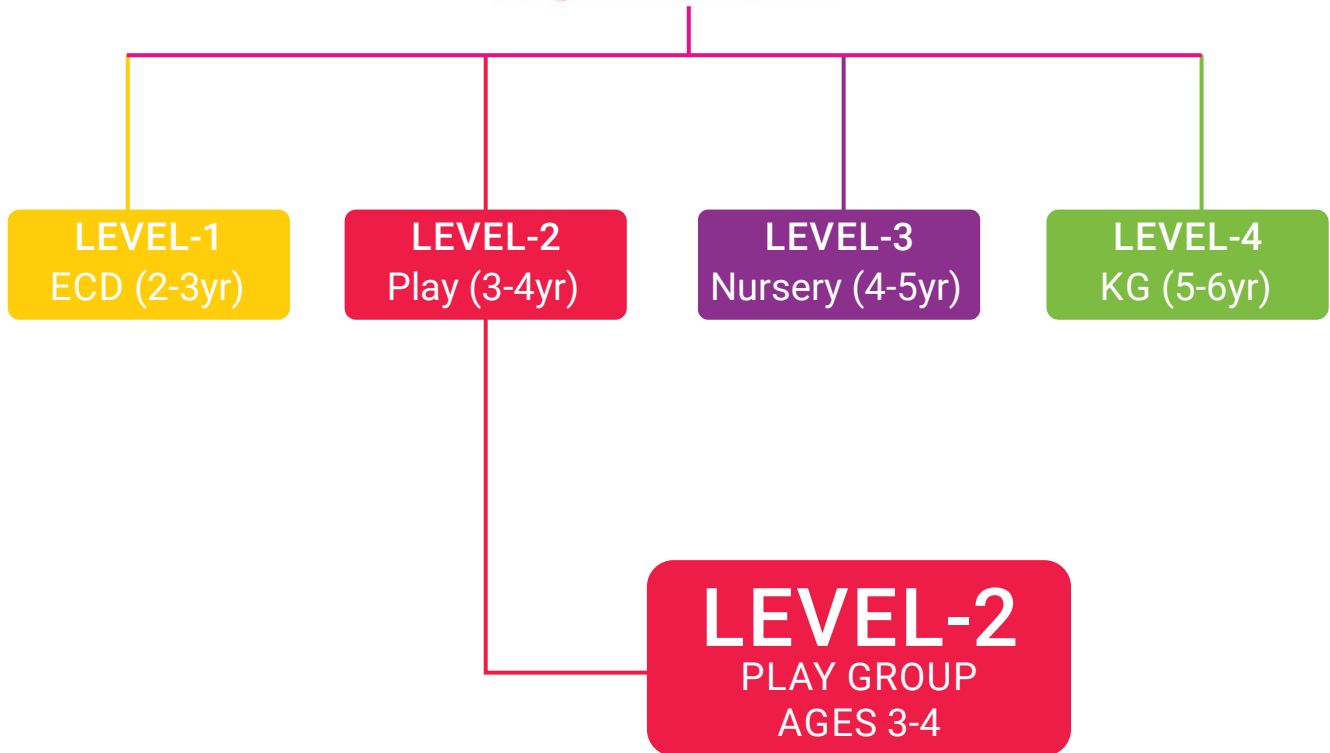 LEVEL-1
ECD (2-3yr)
LEVEL-2
Play (3-4yr)
LEVEL-3
Nursery (4-5yr)
LEVEL-4
KG (5-6yr)
LEVEL-2
PLAY GROUP
AGES 3-4